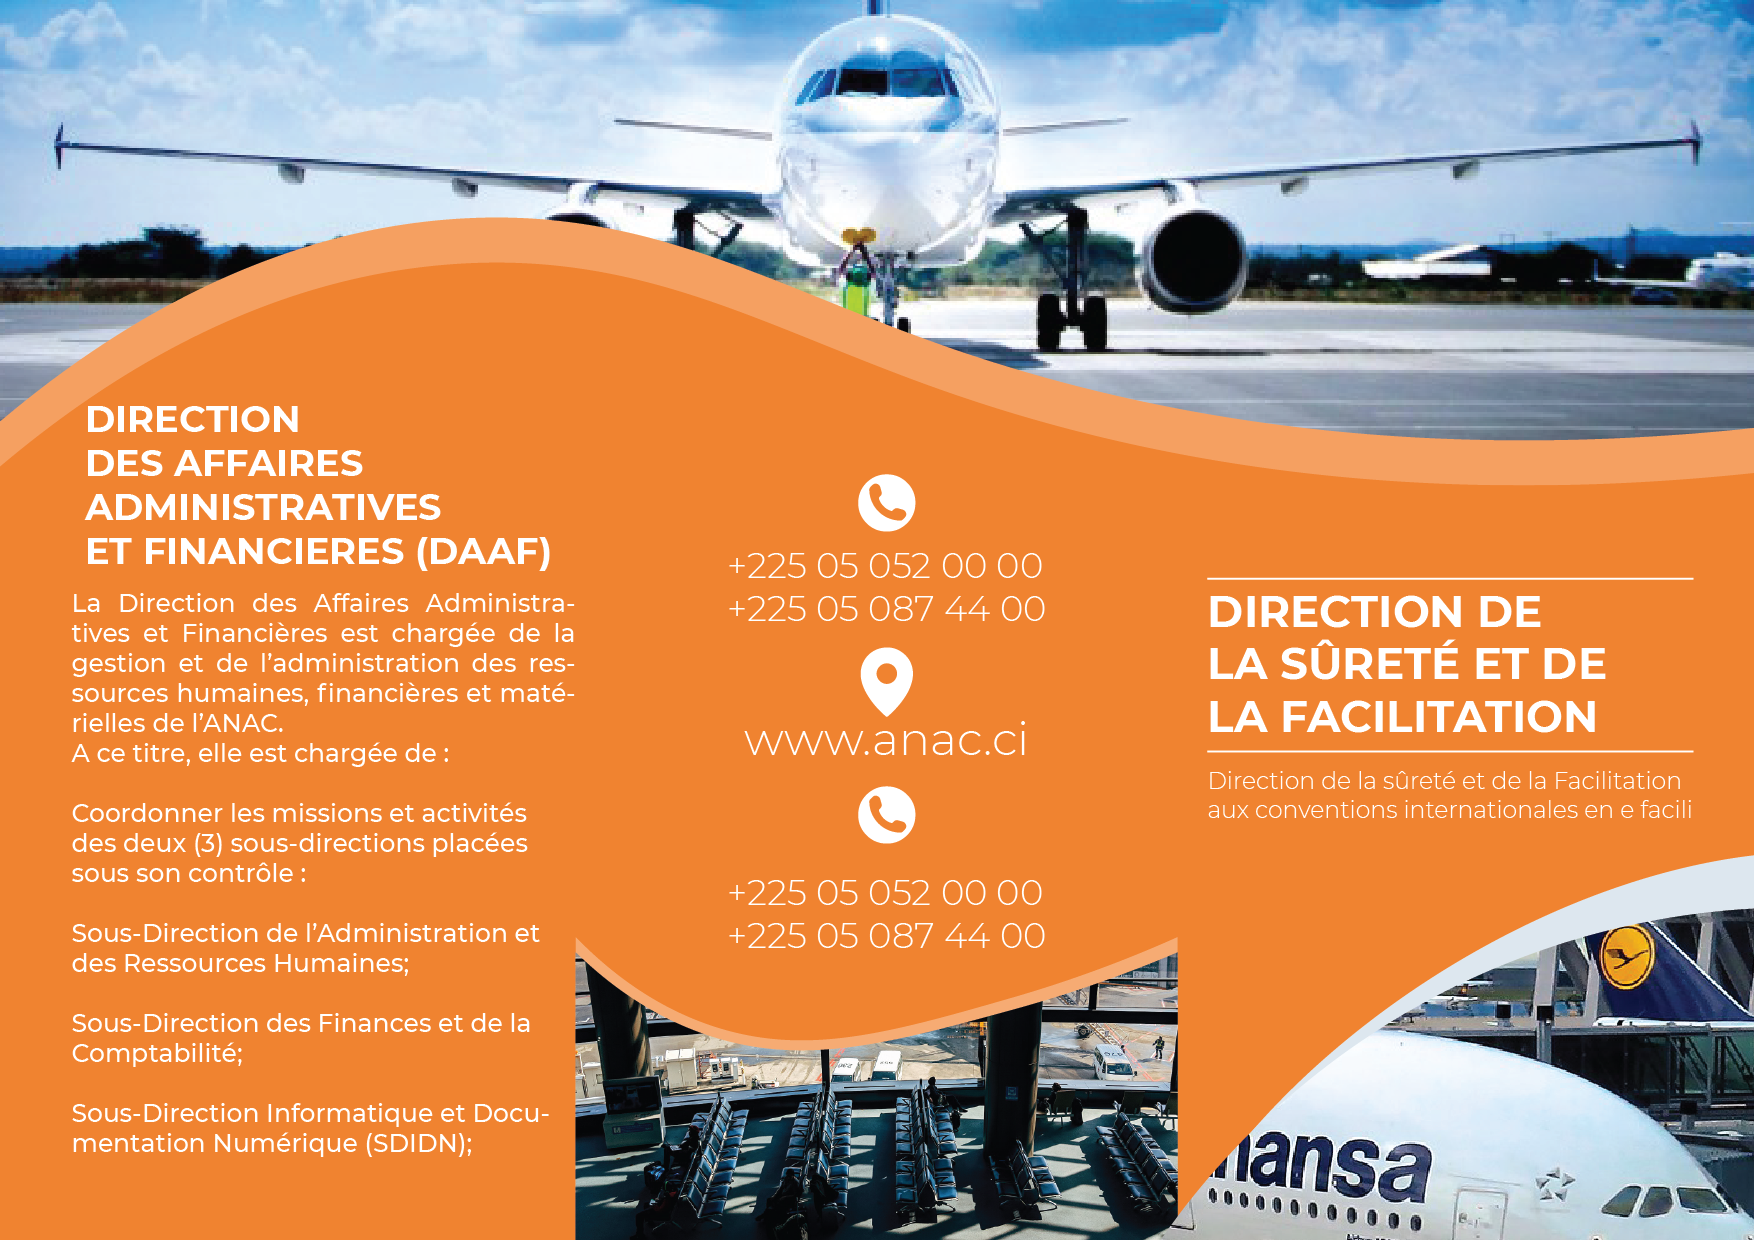 DIRECTION
DES AFFAIRES
ADMINISTRATIVES
ET FINANCIERES (DAAF)
La Direction des Affaires Administra-
tives et Financières est chargée de la
gestion et de l’administration des res-
sources humaines, financières et maté-
rielles de l’ANAC.
A ce titre, elle est chargée de :
Coordonner les missions et activités
des deux (3) sous-directions placées
sous son contrôle :
Sous-Direction de l’Administration et
des Ressources Humaines;
Sous-Direction des Finances et de la
Comptabilité;
Sous-Direction Informatique et Docu-
mentation Numérique (SDIDN);
+225 05 052 00 00
+225 05 087 44 00
www.anac.ci
+225 05 052 00 00
+225 05 087 44 00
DIRECTION DE
LA SÛRETÉ ET DE
LA FACILITATION
Direction de la sûreté et de la Facilitation
aux conventions internationales en e facili
hansa